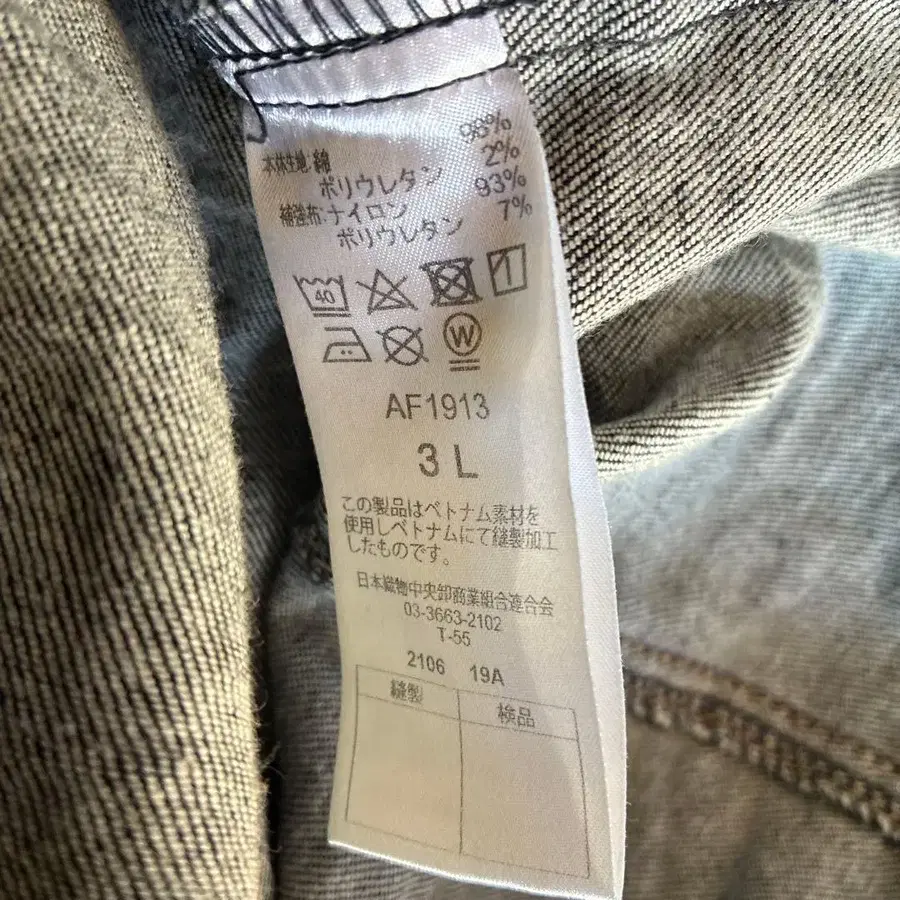 本体生地:綿 98%
ポリウレタン 2%
補強布:ナイロン 93%
ポリウレタン 7%
40
W
AF1913
3L
この製品はベトナム素材を
使用しベトナムにて縫製加工
したものです。
日本織物中央卸商業組合連合会
03-3663-2102
T-55
2106 19A
縫製 検品